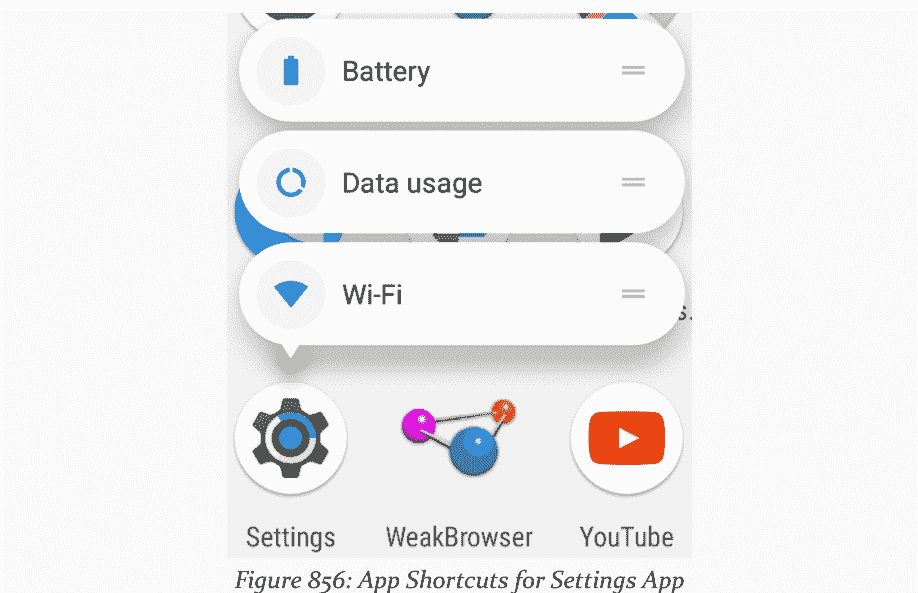 Battery
Data usage
Wi-Fi
s.
Settings WeakBrowser YouTube
Figure 856: App Shortcuts for Settings App